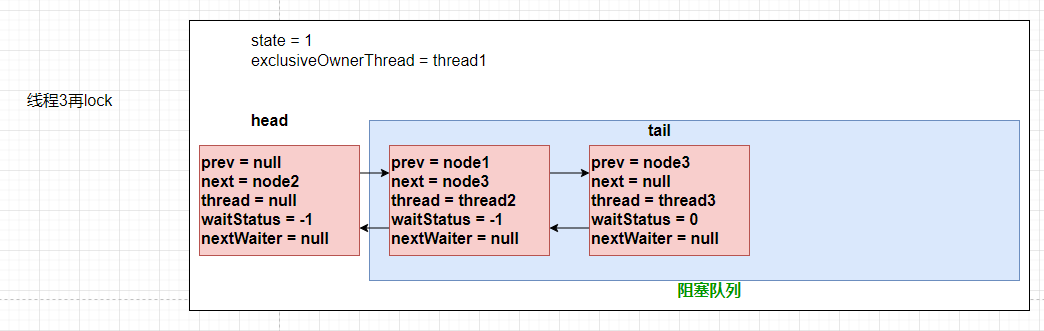 state = 1
exclusiveOwnerThread = thread1
线程3再lock
head
tail
prev = null
next = node2
thread = null
waitStatus = -1
nextWaiter = null
prev = node1
next = node3
thread = thread2
waitStatus = -1
nextWaiter = null
prev = node3
next = null
thread = thread3
waitStatus = 0
nextWaiter = null
阻塞队列